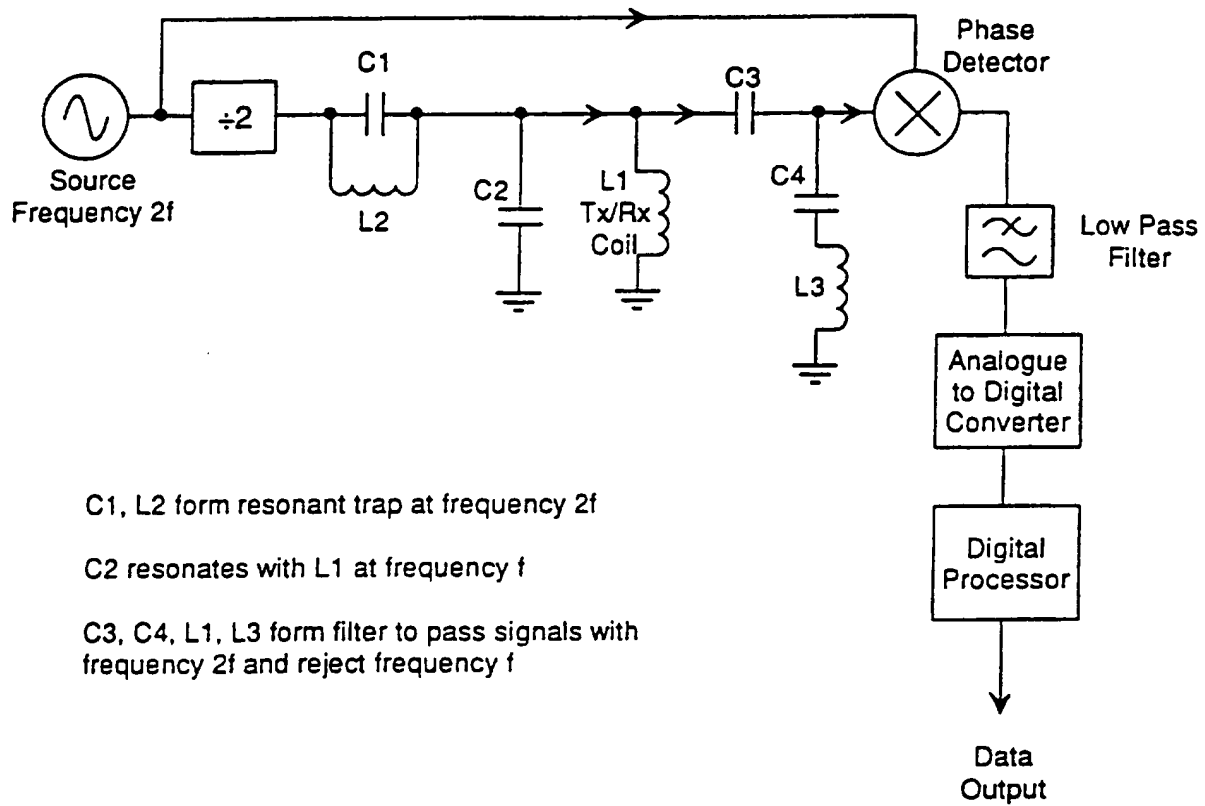 Phase
Detector
C1
C3
÷2
Source
Frequency 2f
L2
C2
L1
Tx/Rx
Coil
C4
L3
Low Pass
Filter
Analogue
to Digital
Converter
C1, L2 form resonant trap at frequency 2f
C2 resonates with L1 at frequency f
C3, C4, L1, L3 form filter to pass signals with
frequency 2f and reject frequency f
Digital
Processor
Data
Output